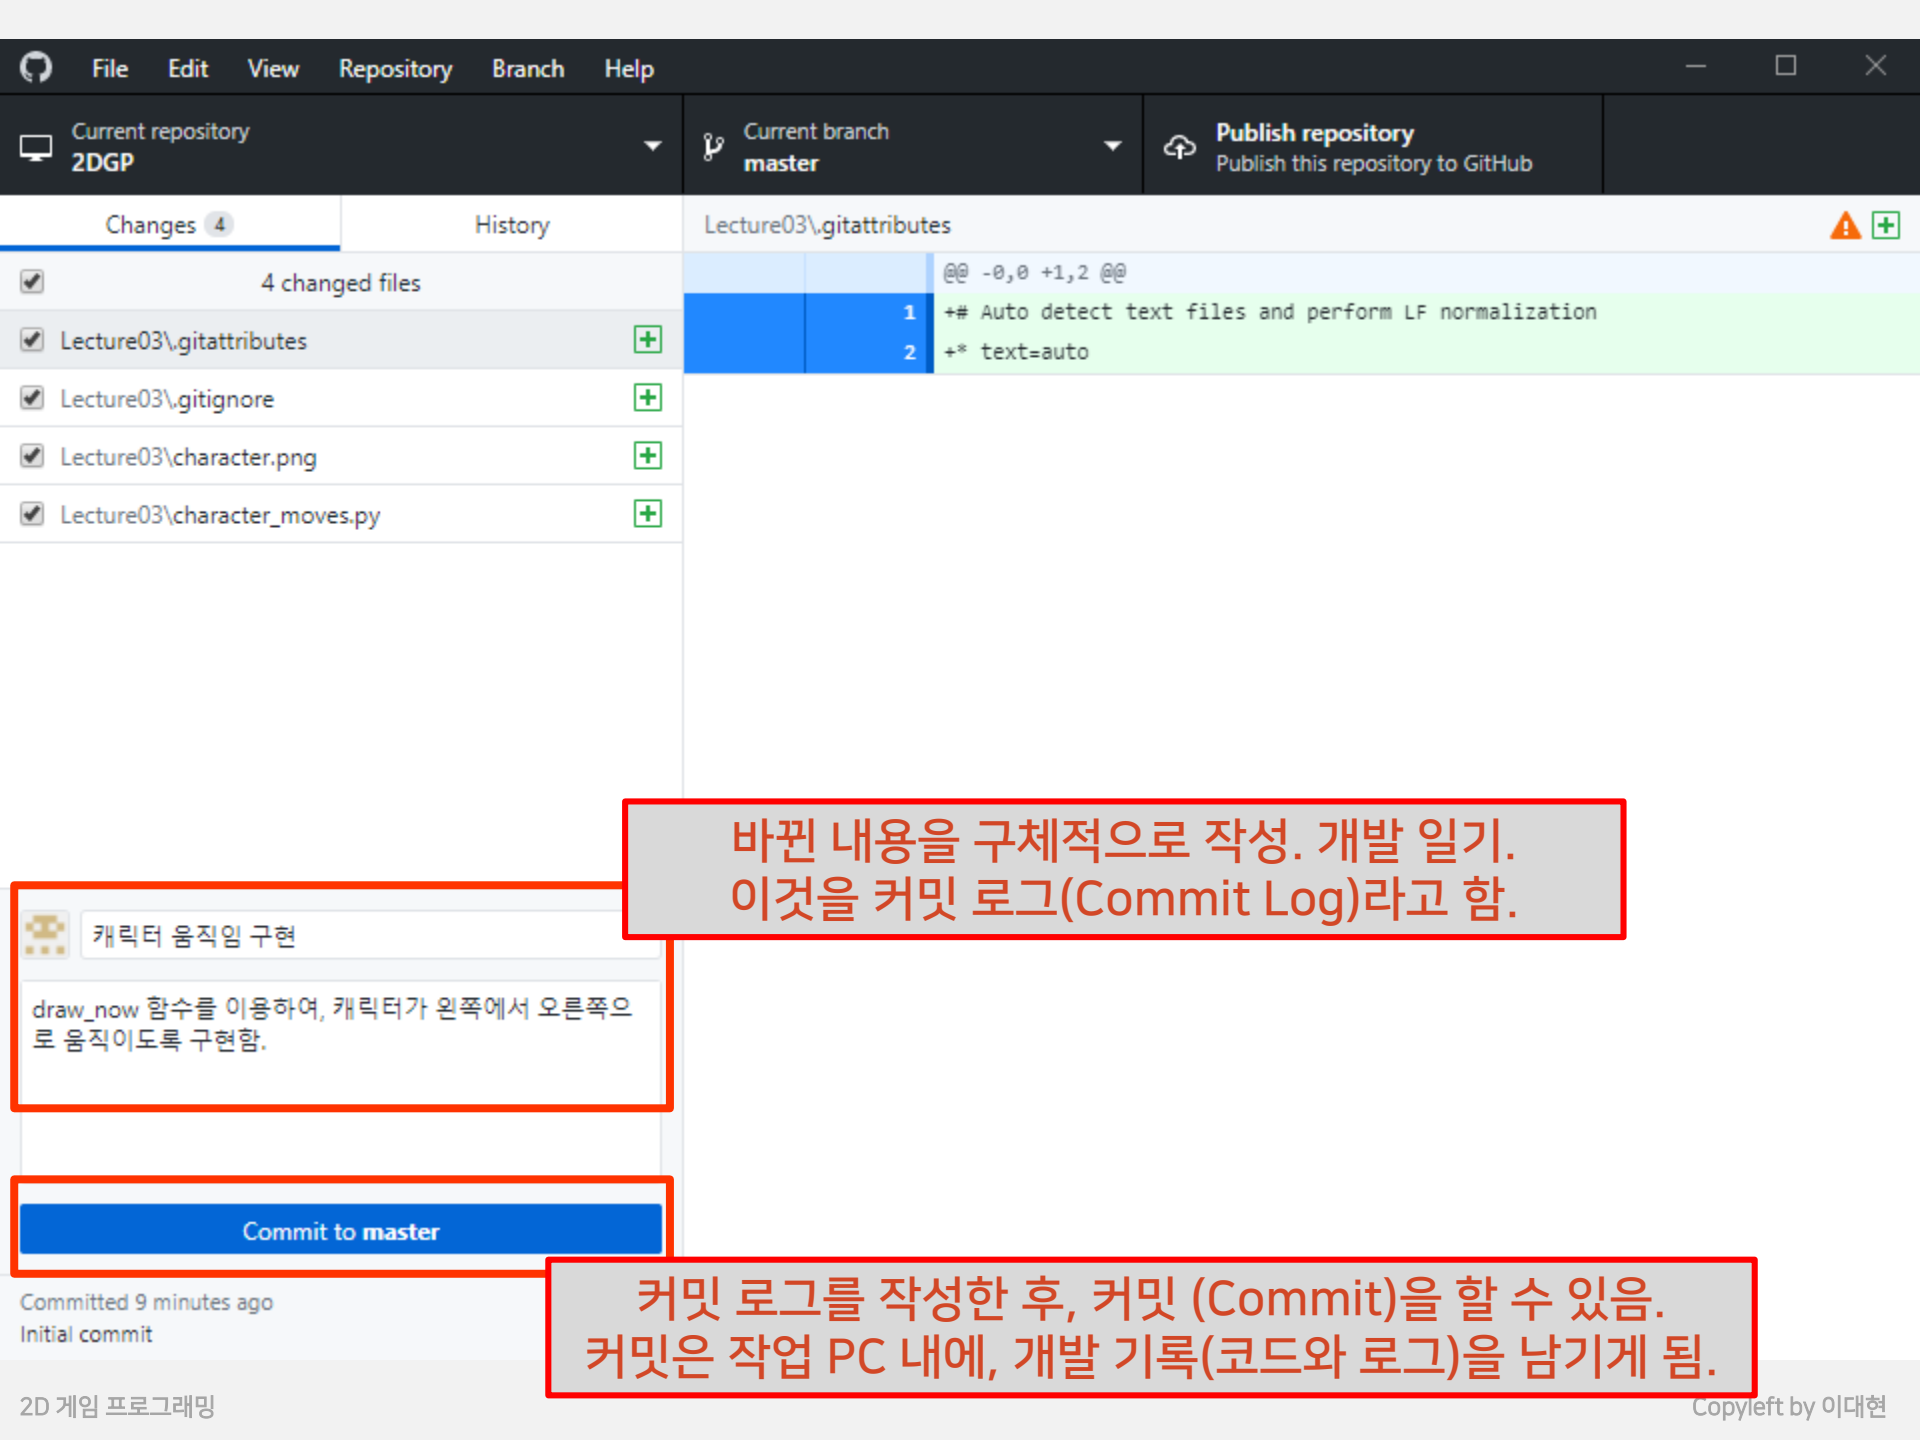 File Edit View Repository Branch Help
Current repository
2DGP
Current branch
master
Publish repository
Publish this repository to GitHub
Changes 4
History
Lecture03\.gitattributes
4 changed files
@@ -0,0 +1,2 @@
1 +# Auto detect text files and perform LF normalization
2 +* text=auto
Lecture03\.gitattributes
Lecture03\.gitignore
Lecture03\character.png
Lecture03\character_moves.py
바뀐 내용을 구체적으로 작성. 개발 일기.
이것을 커밋 로그(Commit Log)라고 함.
캐릭터 움직임 구현
draw_now 함수를 이용하여, 캐릭터가 왼쪽에서 오른쪽으
로 움직이도록 구현함.
Commit to master
커밋 로그를 작성한 후, 커밋 (Commit)을 할 수 있음.
커밋은 작업 PC 내에, 개발 기록(코드와 로그)을 남기게 됨.
Committed 9 minutes ago
Initial commit
2D 게임 프로그래밍
Copyleft by 이대현